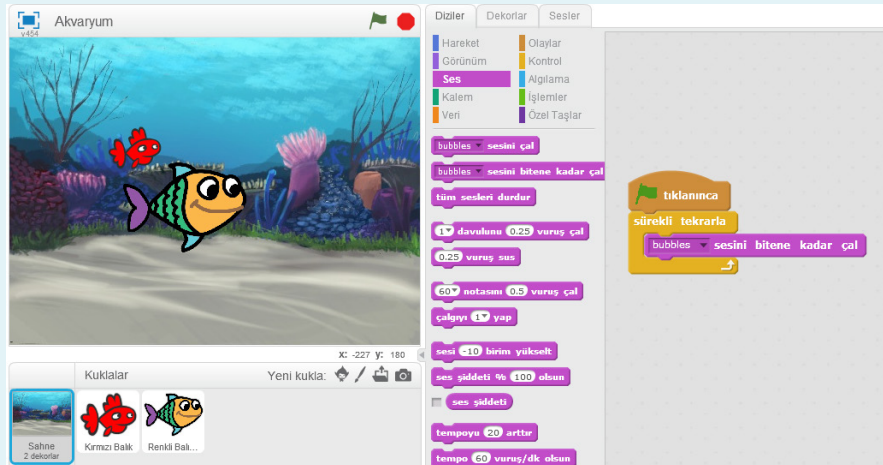 Akvaryum
v454
X: -227 y: 180
Kuklalar
Yeni kukla:
Sahne
2 dekorlar
Kırmızı Balık
Renkli Balı...
Diziler
Dekorlar
Sesler
Hareket
Görünüm
Ses
Kalem
Veri
Olaylar
Kontrol
Algılama
İşlemler
Özel Taşlar
bubbles sesini çal
bubbles sesini bitene kadar çal
tüm sesleri durdur
1 davulunu 0.25 vuruş çal
0.25 vuruş sus
60 notasını 0.5 vuruş çal
çalgıyı 1 yap
sesi -10 birim yükselt
ses şiddeti % 100 olsun
ses şiddeti
tempoyu 20 arttır
tempo 60 vuruş/dk olsun
tıklanınca
sürekli tekrarla
bubbles sesini bitene kadar çal